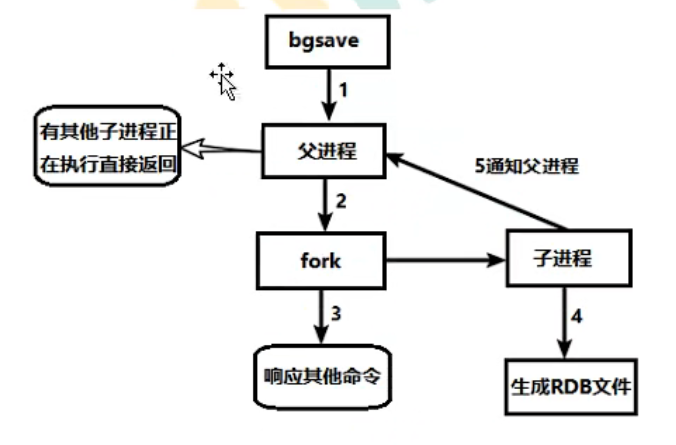 bgsave
1
有其他子进程正
在执行直接返回
父进程
5通知父进程
2
fork
子进程
3
4
响应其他命令
生成RDB文件